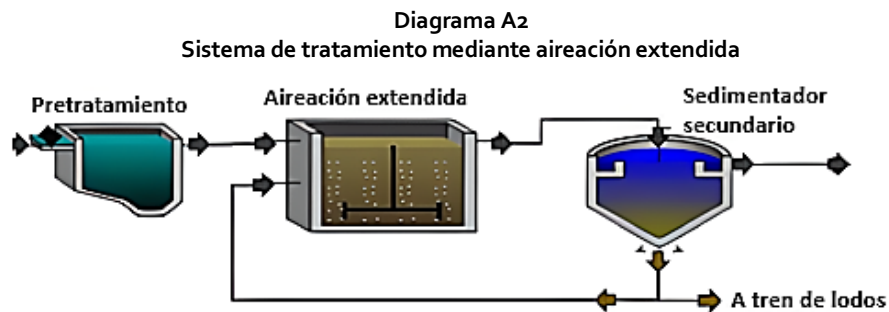 Diagrama A2
Sistema de tratamiento mediante aireación extendida
Pretratamiento
Aireación extendida
Sedimentador
secundario
A tren de lodos